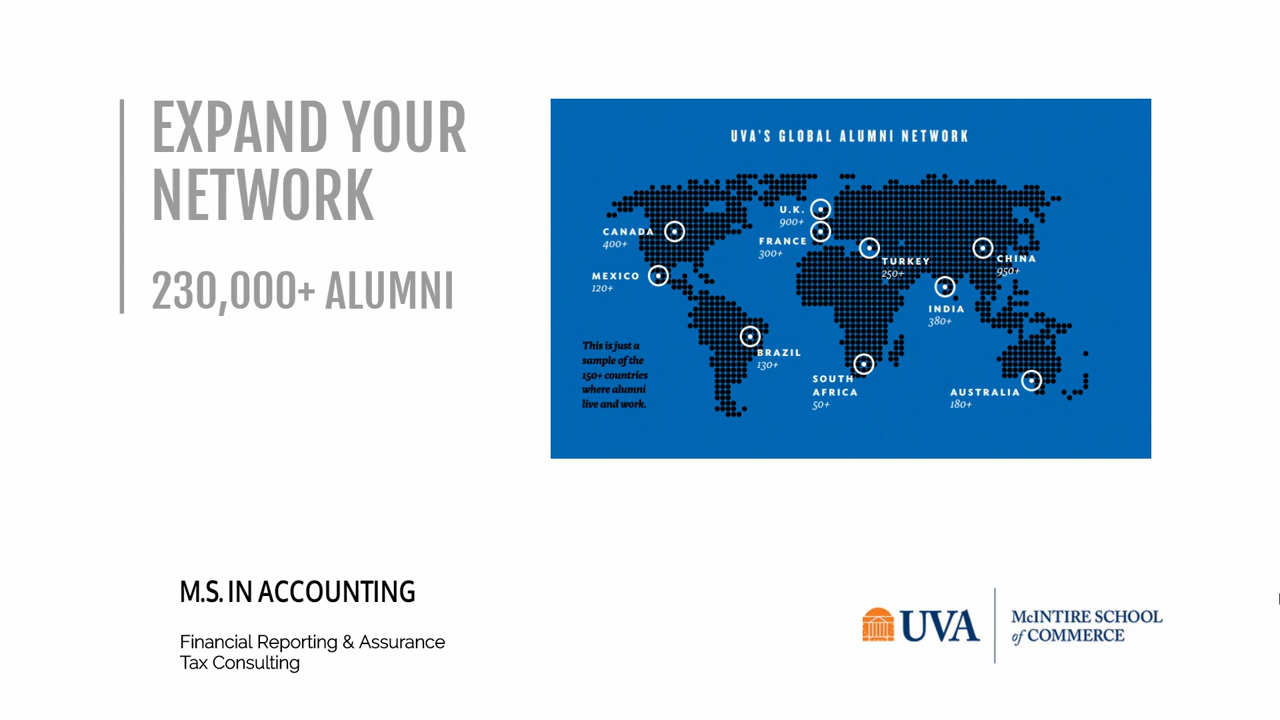 EXPAND YOUR
NETWORK
230,000+ ALUMNI
UVA'S GLOBAL ALUMNI NETWORK
U.K.
900+
CANADA
400+
FRANCE
300+
TURKEY
250+
CHINA
950+
MEXICO
120+
INDIA
380+
BRAZIL
130+
SOUTH
AFRICA
50+
AUSTRALIA
180+
This is just a
sample of the
150+ countries
where alumni
live and work.
M.S. IN ACCOUNTING
Financial Reporting & Assurance
Tax Consulting
UVA
McINTIRE SCHOOL
of COMMERCE